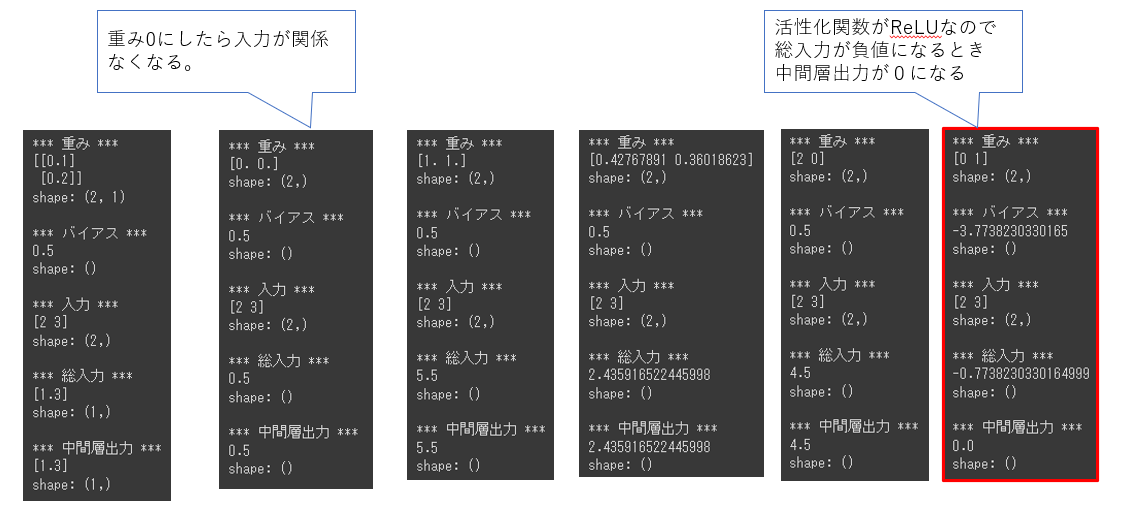 重み0にしたら入力が関係
なくなる。
活性化関数がReLUなので
総入力が負値になるとき
中間層出力が０になる
*** 重み ***
[[0.1]
[0.2]]
shape: (2, 1)
*** バイアス ***
0.5
shape: ()
*** 入力 ***
[2 3]
shape: (2,)
*** 総入力 ***
[1.3]
shape: (1,)
*** 中間層出力 ***
[1.3]
shape: (1,)
*** 重み ***
[0. 0.]
shape: (2,)
*** バイアス ***
0.5
shape: ()
*** 入力 ***
[2 3]
shape: (2,)
*** 総入力 ***
0.5
shape: ()
*** 中間層出力 ***
0.5
shape: ()
*** 重み ***
[1. 1.]
shape: (2,)
*** バイアス ***
0.5
shape: ()
*** 入力 ***
[2 3]
shape: (2,)
*** 総入力 ***
5.5
shape: ()
*** 中間層出力 ***
5.5
shape: ()
*** 重み ***
[0.42767891 0.36018623]
shape: (2,)
*** バイアス ***
0.5
shape: ()
*** 入力 ***
[2 3]
shape: (2,)
*** 総入力 ***
2.435916522445998
shape: ()
*** 中間層出力 ***
2.435916522445998
shape: ()
*** 重み ***
[2 0]
shape: (2,)
*** バイアス ***
0.5
shape: ()
*** 入力 ***
[2 3]
shape: (2,)
*** 総入力 ***
4.5
shape: ()
*** 中間層出力 ***
4.5
shape: ()
*** 重み ***
[0 1]
shape: (2,)
*** バイアス ***
-3.7738230330165
shape: ()
*** 入力 ***
[2 3]
shape: (2,)
*** 総入力 ***
-0.7738230330164999
shape: ()
*** 中間層出力 ***
0.0
shape: ()